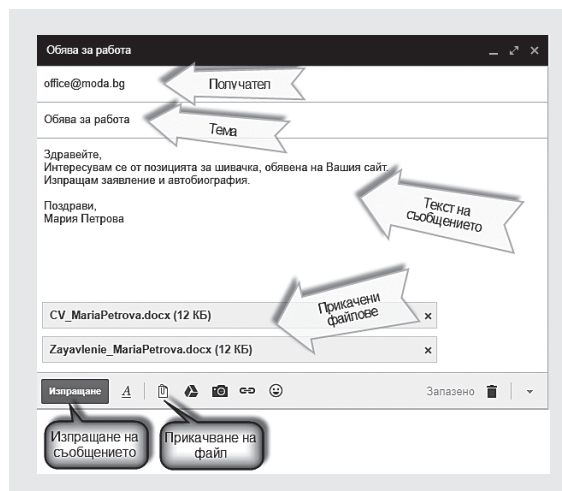 Обява за работа
office@moda.bg
Получател
Обява за работа
Тема
Здравейте,
Интересувам се от позицията за шивачка, обявена на Вашия сайт.
Изпращам заявление и автобиография.
Поздрави,
Мария Петрова
Текст на
съобщението
Прикачени
файлове
CV_MariaPetrova.docx (12 КБ)
Zayavlenie_MariaPetrova.docx (12 КБ)
Изпращане
Запазено
Изпращане на
съобщението
Прикачване на
файл